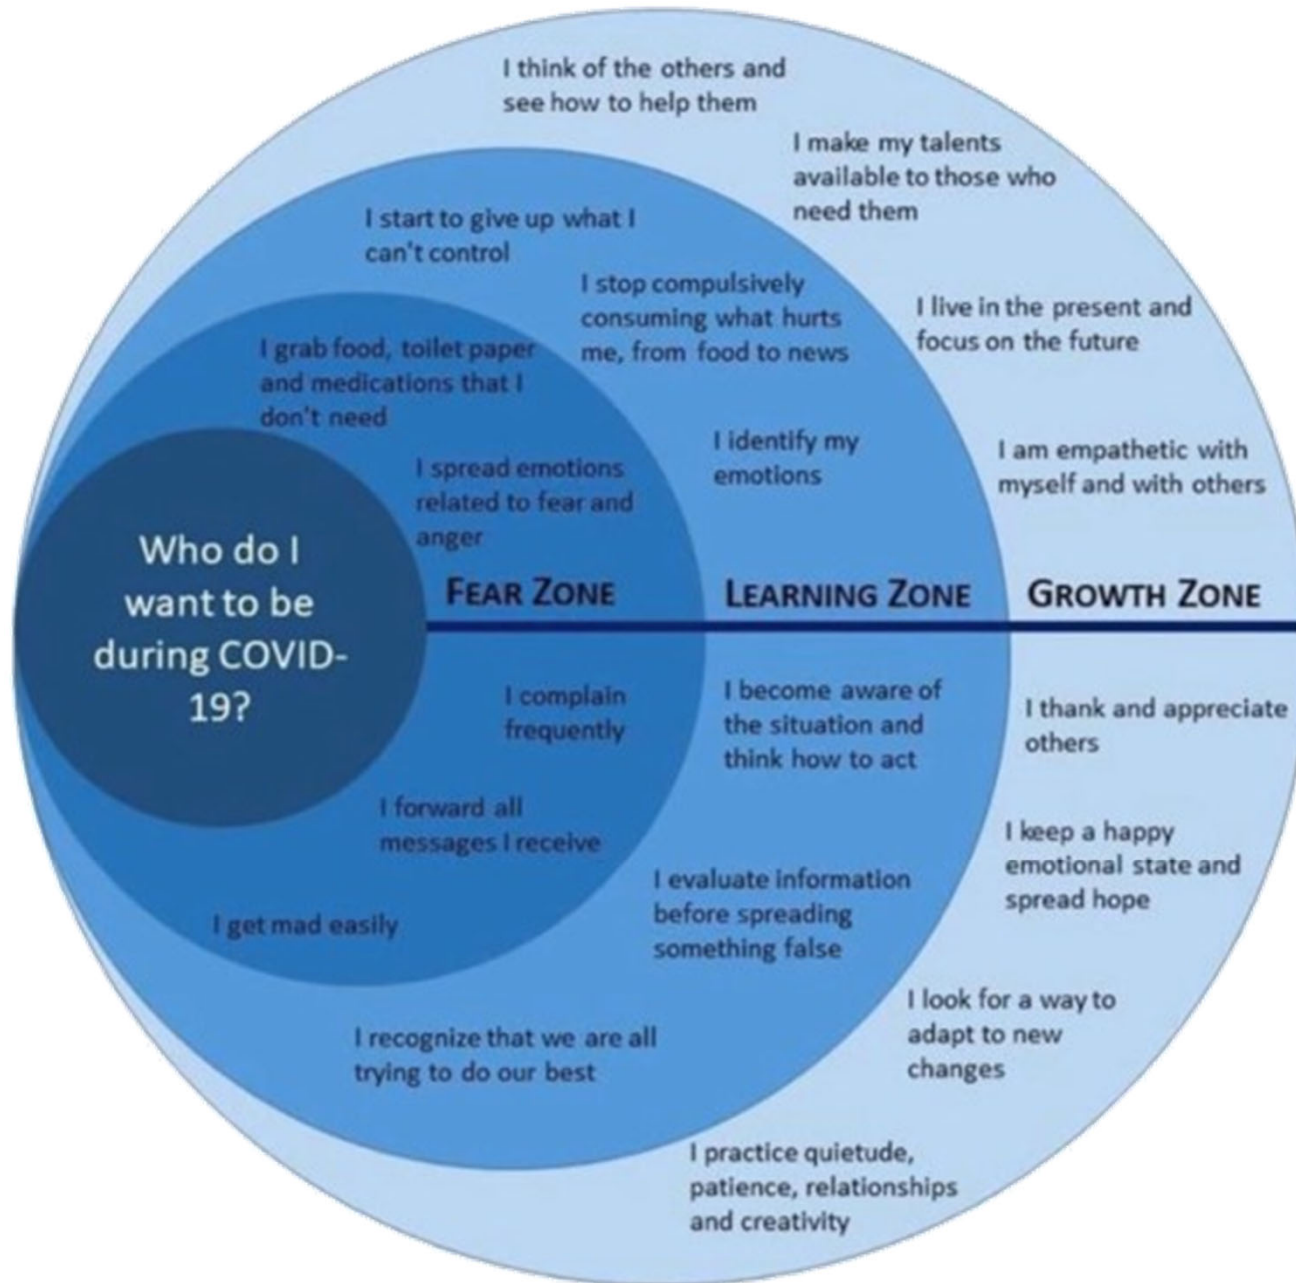 I think of the others and
see how to help them
I make my talents
available to those who
need them
I start to give up what I
can't control
I stop compulsively
consuming what hurts
me, from food to news
I live in the present and
focus on the future
I grab food, toilet paper
and medications that I
don't need
I identify my
emotions
I am empathetic with
myself and with others
I spread emotions
related to fear and
anger
Who do I
want to be
during COVID-
19?
FEAR ZONE
LEARNING ZONE
GROWTH ZONE
I complain
frequently
I become aware of
the situation and
think how to act
I thank and appreciate
others
I forward all
messages I receive
I keep a happy
emotional state and
spread hope
I evaluate information
before spreading
something false
I get mad easily
I look for a way to
adapt to new
changes
I recognize that we are all
trying to do our best
I practice quietude,
patience, relationships
and creativity